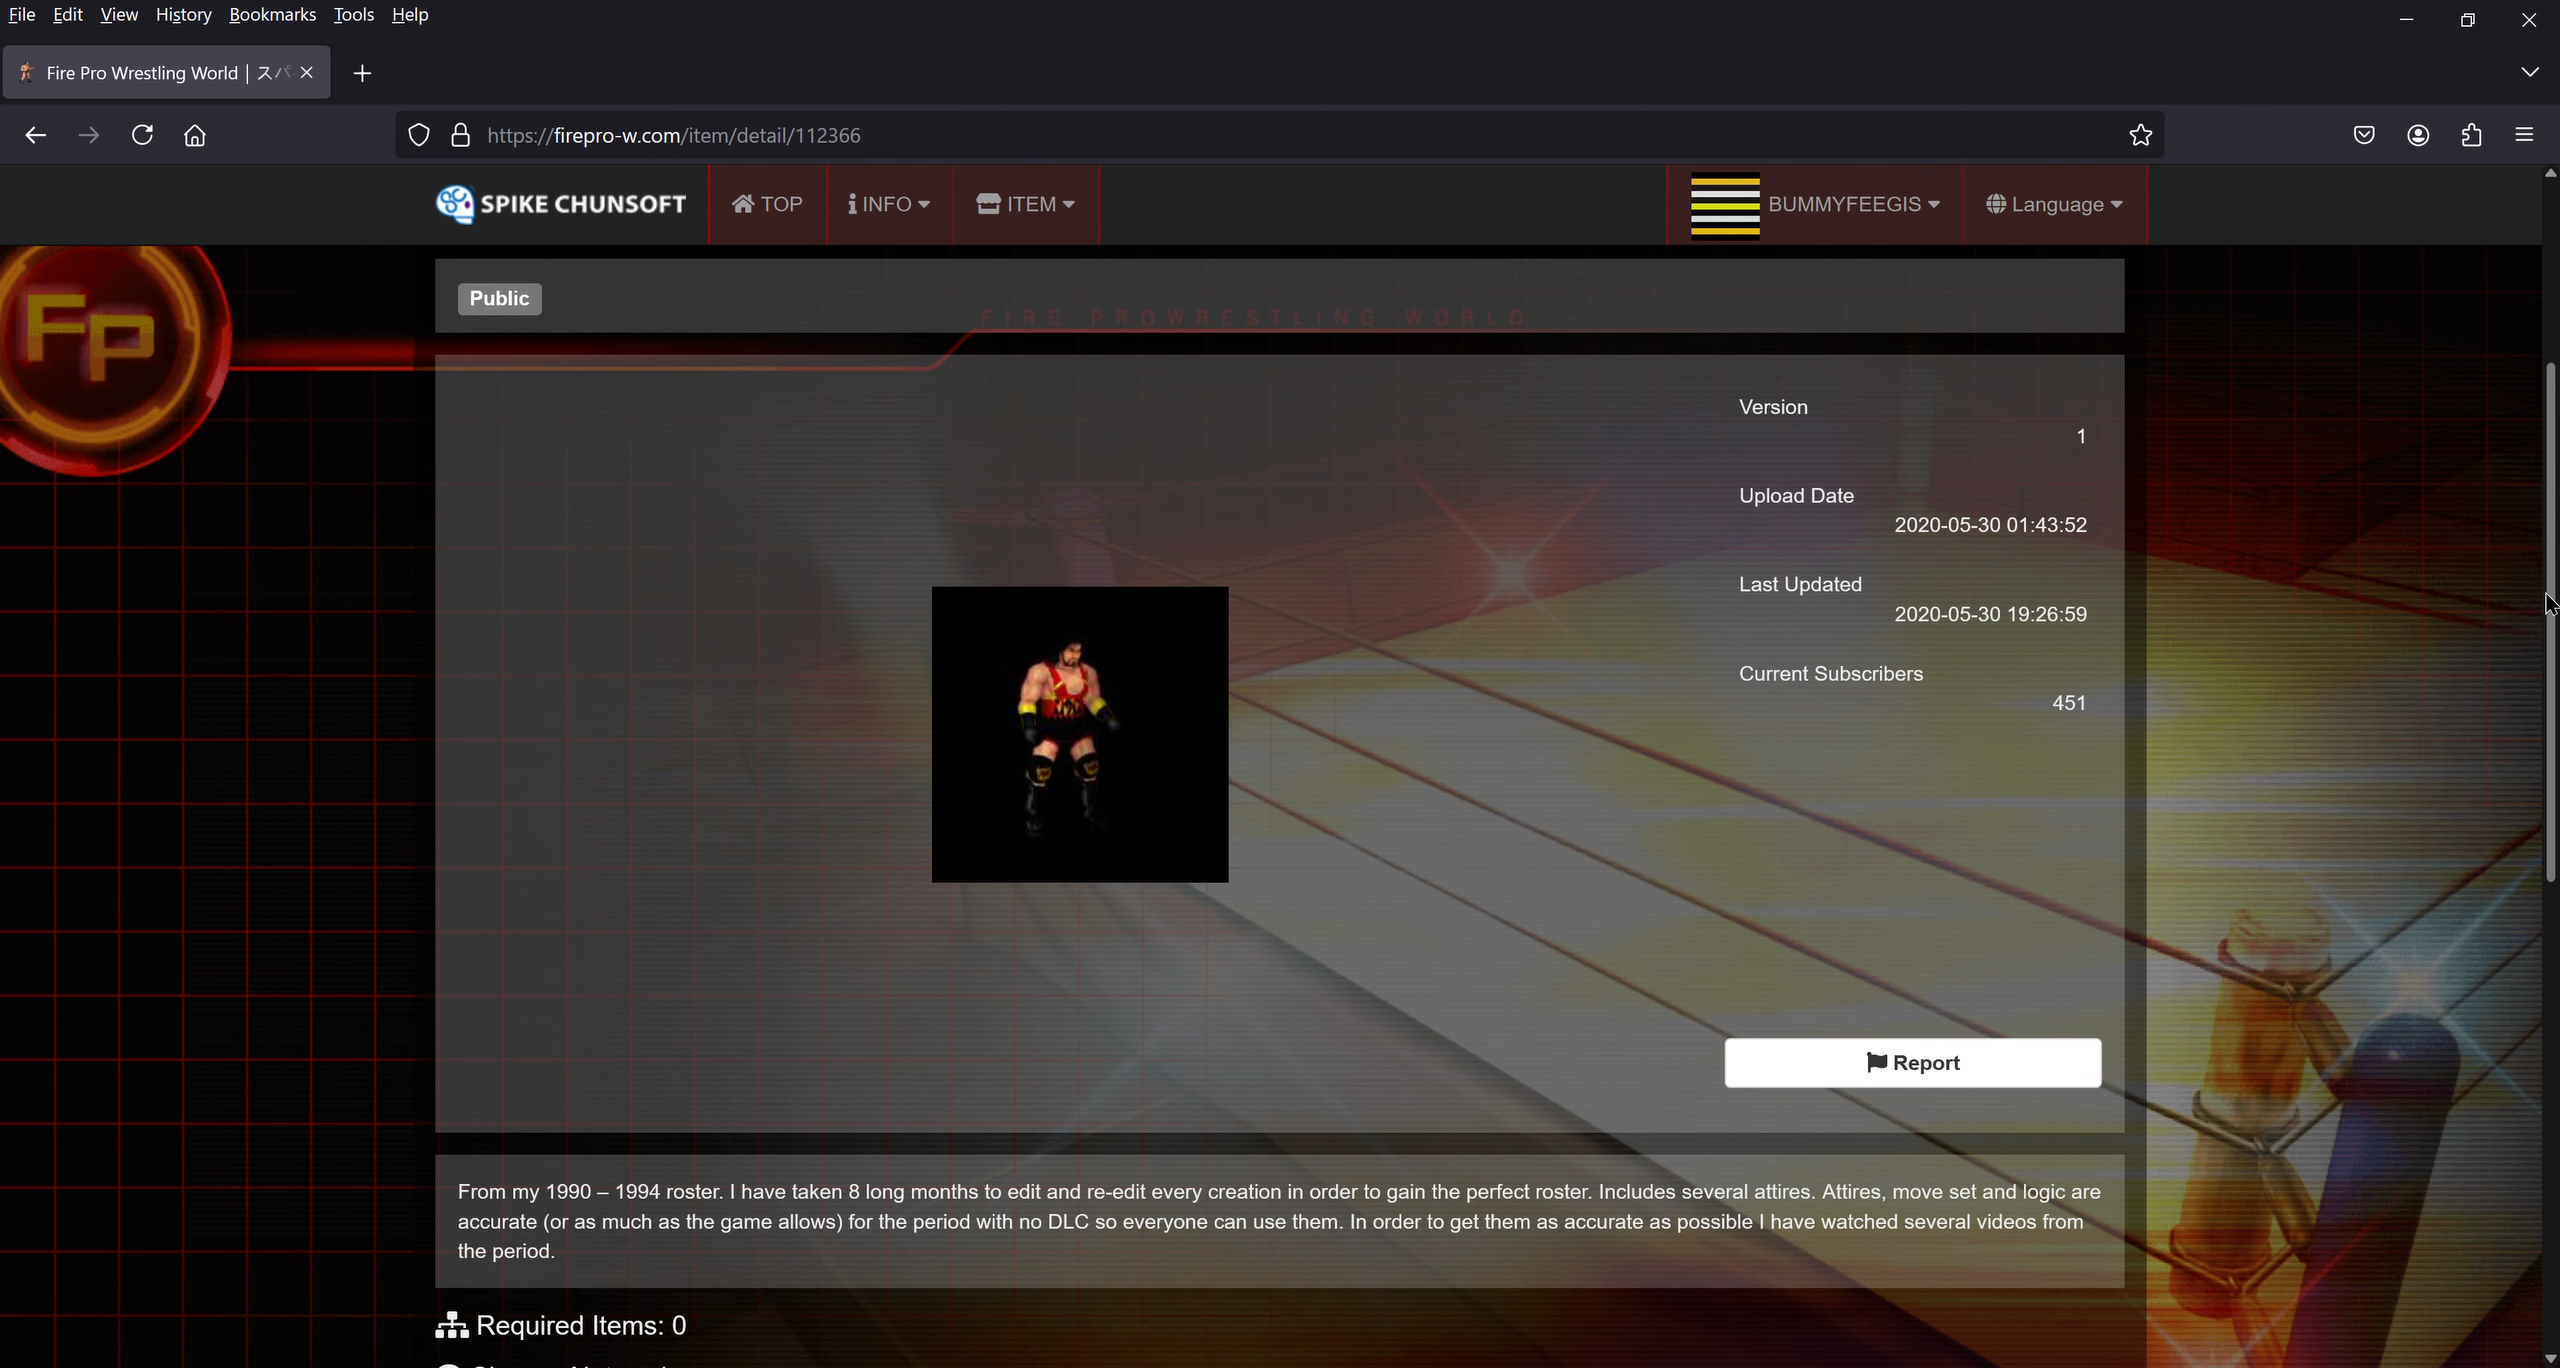 File Edit View History Bookmarks Tools Help
Fire Pro Wrestling World | スパ
https://firepro-w.com/item/detail/112366
SPIKE CHUNSOFT TOP INFO ITEM BUMMYFEEGIS Language
FP
Public
FIRE PROWRESTLING WORLD
Version
1
Upload Date
2020-05-30 01:43:52
Last Updated
2020-05-30 19:26:59
Current Subscribers
451
Report
From my 1990 – 1994 roster. I have taken 8 long months to edit and re-edit every creation in order to gain the perfect roster. Includes several attires. Attires, move set and logic are
accurate (or as much as the game allows) for the period with no DLC so everyone can use them. In order to get them as accurate as possible I have watched several videos from
the period.
Required Items: 0